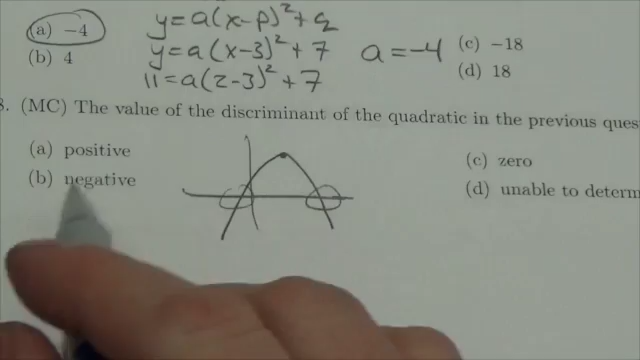 (a) −4 y=a(x-p)²+q
(b) 4 y=a(x-3)²+7 a=-4 (c) −18
11=a(2-3)²+7 (d) 18
8. (MC) The value of the discriminant of the quadratic in the previous ques
(a) positive (c) zero
(b) negative (d) unable to determ